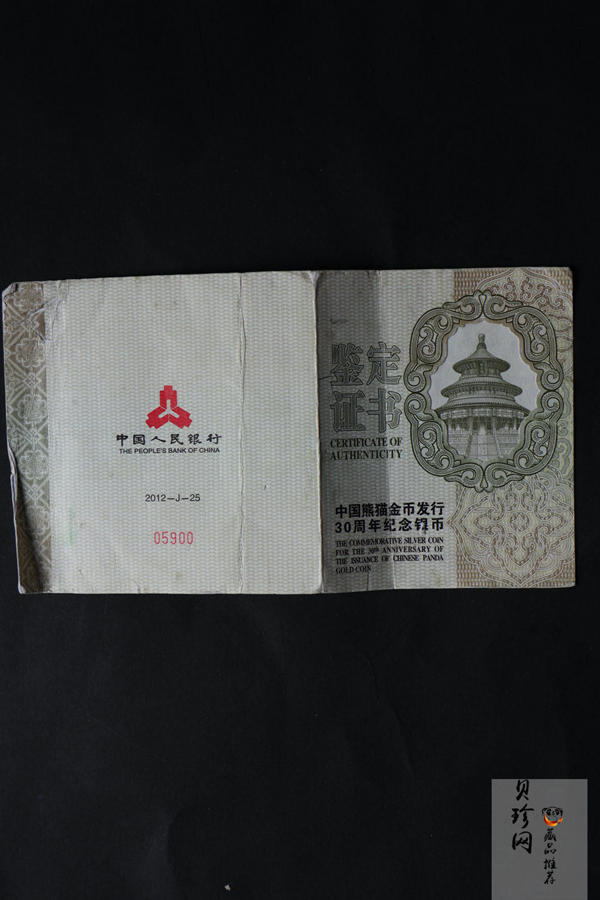 中国人民银行
THE PEOPLE'S BANK OF CHINA
2012－J－25
05900
鉴定
证书
CERTIFICATE OF
AUTHENTICITY
中国熊猫金币发行
30周年纪念银币
THE COMMEMORATIVE SILVER COIN
FOR THE 30th ANNIVERSARY OF
THE ISSUANCE OF CHINESE PANDA
GOLD COIN
贝珍网
藏品推荐